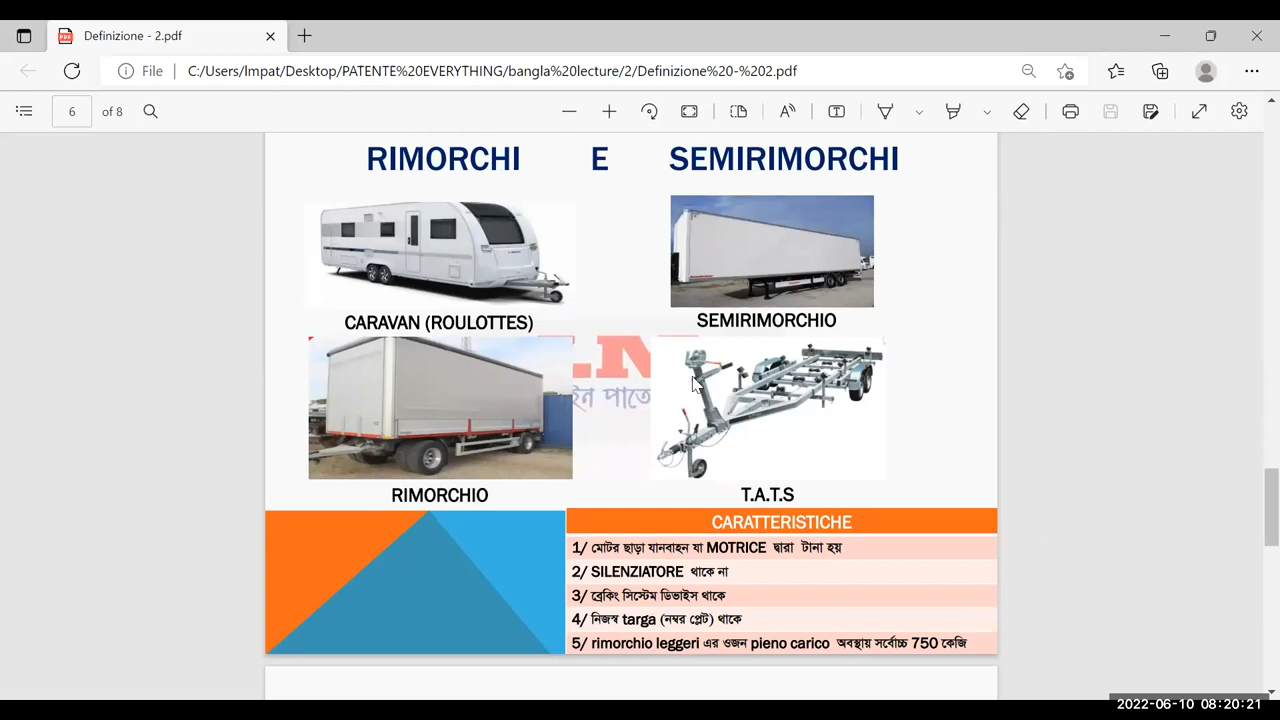 Definizione - 2.pdf
File
C:/Users/lmpat/Desktop/PATENTE%20EVERYTHING/bangla%20lecture/2/Definizione%20-%202.pdf
6 of 8
RIMORCHI E SEMIRIMORCHI
CARAVAN (ROULOTTES)
SEMIRIMORCHIO
RIMORCHIO
T.A.T.S
CARATTERISTICHE
1/ মোটর ছাড়া যানবাহন যা MOTRICE দ্বারা টানা হয়
2/ SILENZIATORE থাকে না
3/ ব্রেকিং সিস্টেম ডিভাইস থাকে
4/ নিজস্ব targa (নম্বর প্লেট) থাকে
5/ rimorchio leggeri এর ওজন pieno carico অবস্থায় সর্বোচ্চ 750 কেজি
2022-06-10 08:20:21